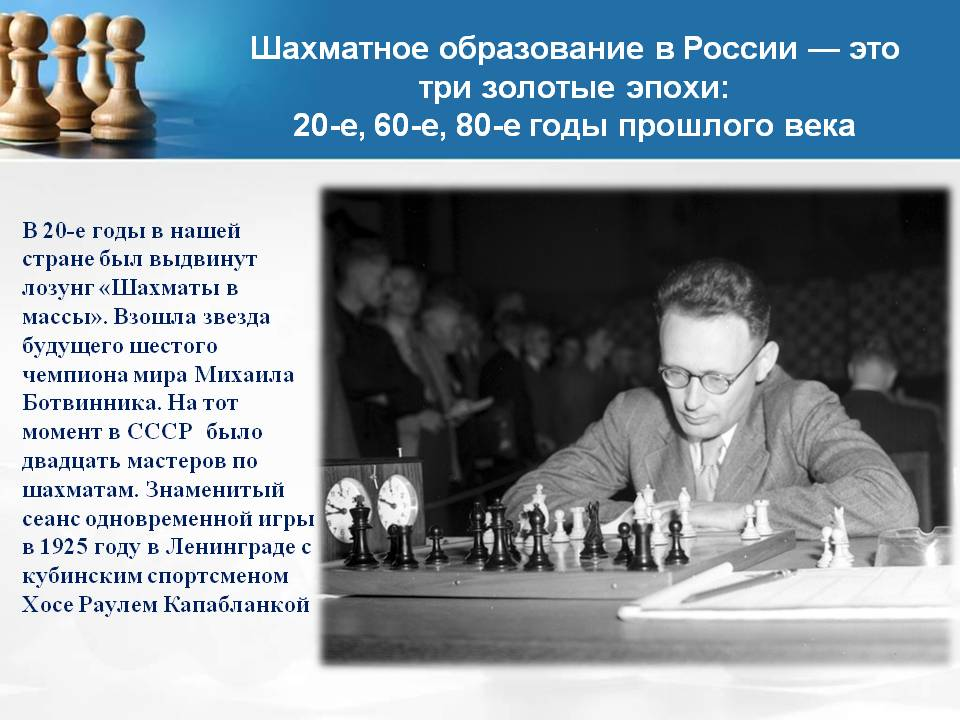 Шахматное образование в России — это
три золотые эпохи:
20-е, 60-е, 80-е годы прошлого века
В 20-е годы в нашей
стране был выдвинут
лозунг «Шахматы в
массы». Взошла звезда
будущего шестого
чемпиона мира Михаила
Ботвинника. На тот
момент в СССР было
двадцать мастеров по
шахматам. Знаменитый
сеанс одновременной игры
в 1925 году в Ленинграде с
кубинским спортсменом
Хосе Раулем Капабланкой